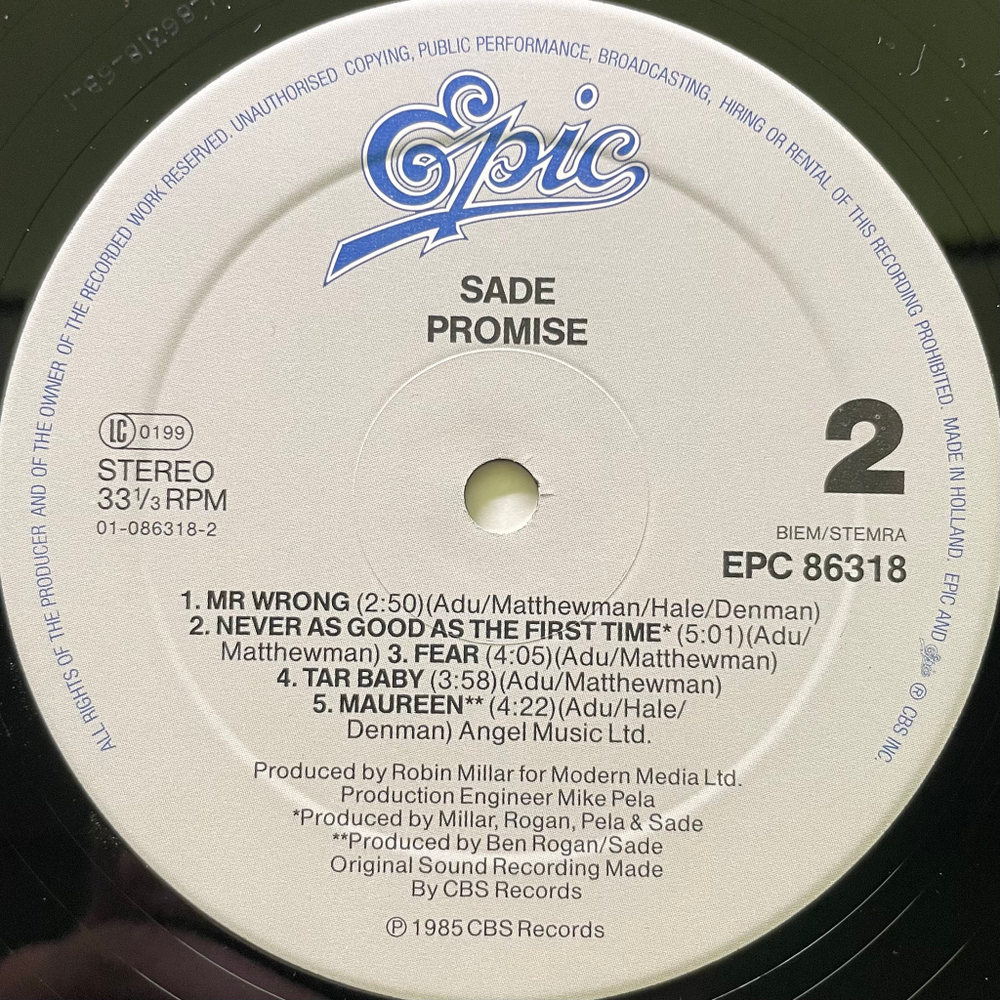 ALL RIGHTS OF THE PRODUCER AND OF THE OWNER OF THE RECORDED WORK RESERVED. UNAUTHORISED COPYING, PUBLIC PERFORMANCE, BROADCASTING, HIRING OR RENTAL OF THIS RECORDING PROHIBITED. MADE IN HOLLAND. EPIC AND Epic ® CBS INC.
Epic
SADE
PROMISE
LC 0199
STEREO
33⅓ RPM
01-086318-2
2
BIEM/STEMRA
EPC 86318
1. MR WRONG (2:50)(Adu/Matthewman/Hale/Denman)
2. NEVER AS GOOD AS THE FIRST TIME* (5:01)(Adu/
Matthewman) 3. FEAR (4:05)(Adu/Matthewman)
4. TAR BABY (3:58)(Adu/Matthewman)
5. MAUREEN** (4:22)(Adu/Hale/
Denman) Angel Music Ltd.
Produced by Robin Millar for Modern Media Ltd.
Production Engineer Mike Pela
*Produced by Millar, Rogan, Pela & Sade
**Produced by Ben Rogan/Sade
Original Sound Recording Made
By CBS Records
℗ 1985 CBS Records